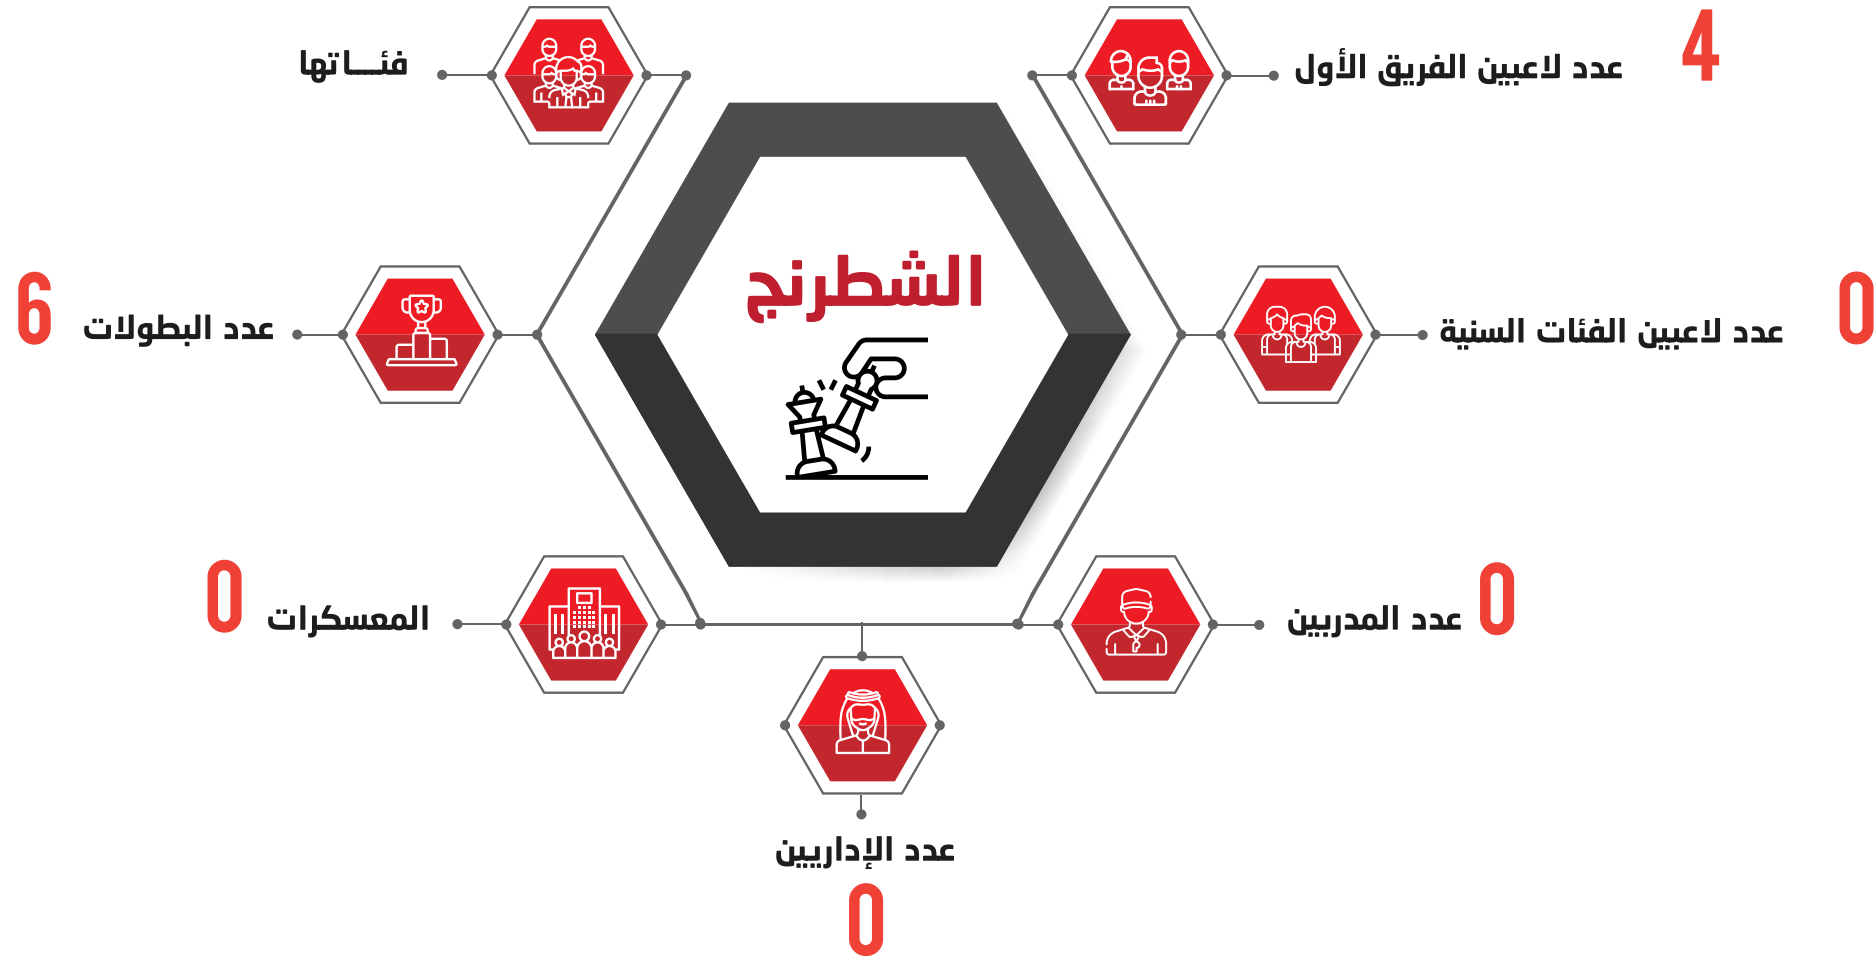 الشطرنج
عدد لاعبين الفريق الأول
4
عدد لاعبين الفئات السنية
0
عدد المدربين
0
عدد الإداريين
0
المعسكرات
0
عدد البطولات
6
فئـــاتها